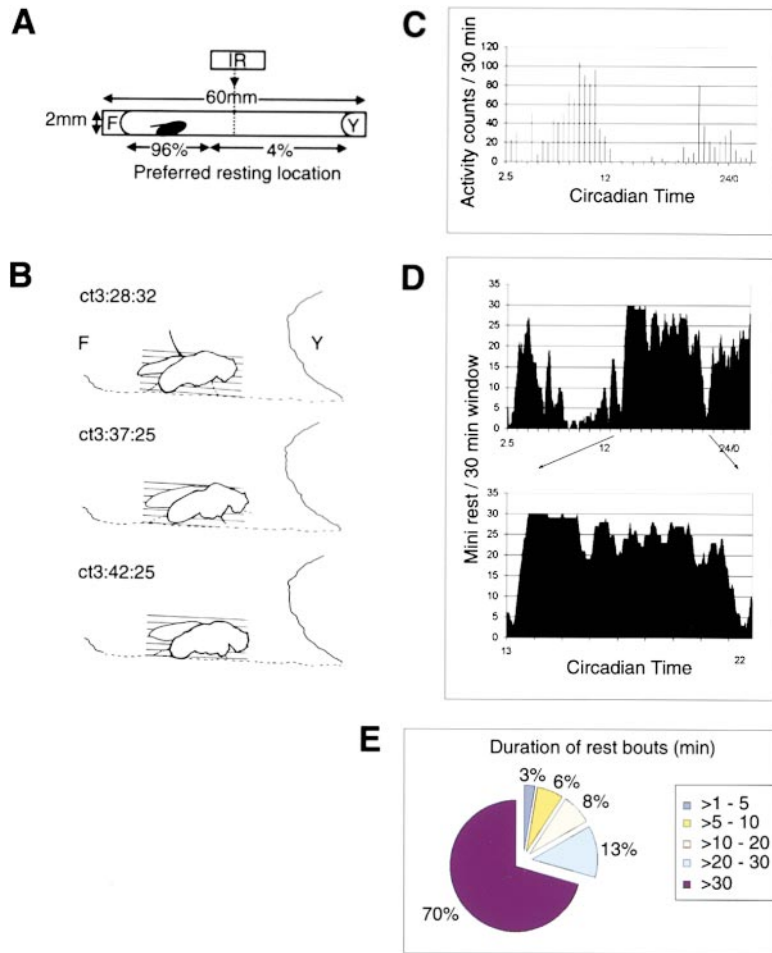 A
IR
60mm
2mm
F
Y
96%
4%
Preferred resting location
B
ct3:28:32
F
Y
ct3:37:25
ct3:42:25
C
Activity counts / 30 min
120
100
80
60
40
20
0
2.5
12
24/0
Circadian Time
D
Mini rest / 30 min window
35
30
25
20
15
10
5
0
2.5
12
24/0
35
30
25
20
15
10
5
0
13
22
Circadian Time
E
Duration of rest bouts (min)
3%
6%
8%
13%
70%
>1 - 5
>5 - 10
>10 - 20
>20 - 30
>30